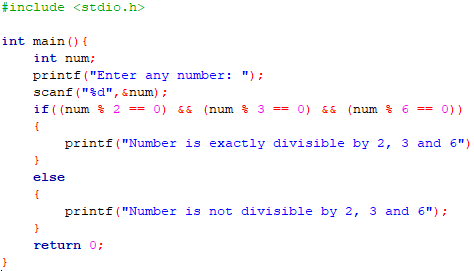 #include <stdio.h>
int main(){
int num;
printf("Enter any number: ");
scanf("%d",&num);
if((num % 2 == 0) && (num % 3 == 0) && (num % 6 == 0))
{
printf("Number is exactly divisible by 2, 3 and 6")
}
else
{
printf("Number is not divisible by 2, 3 and 6");
}
return 0;
}